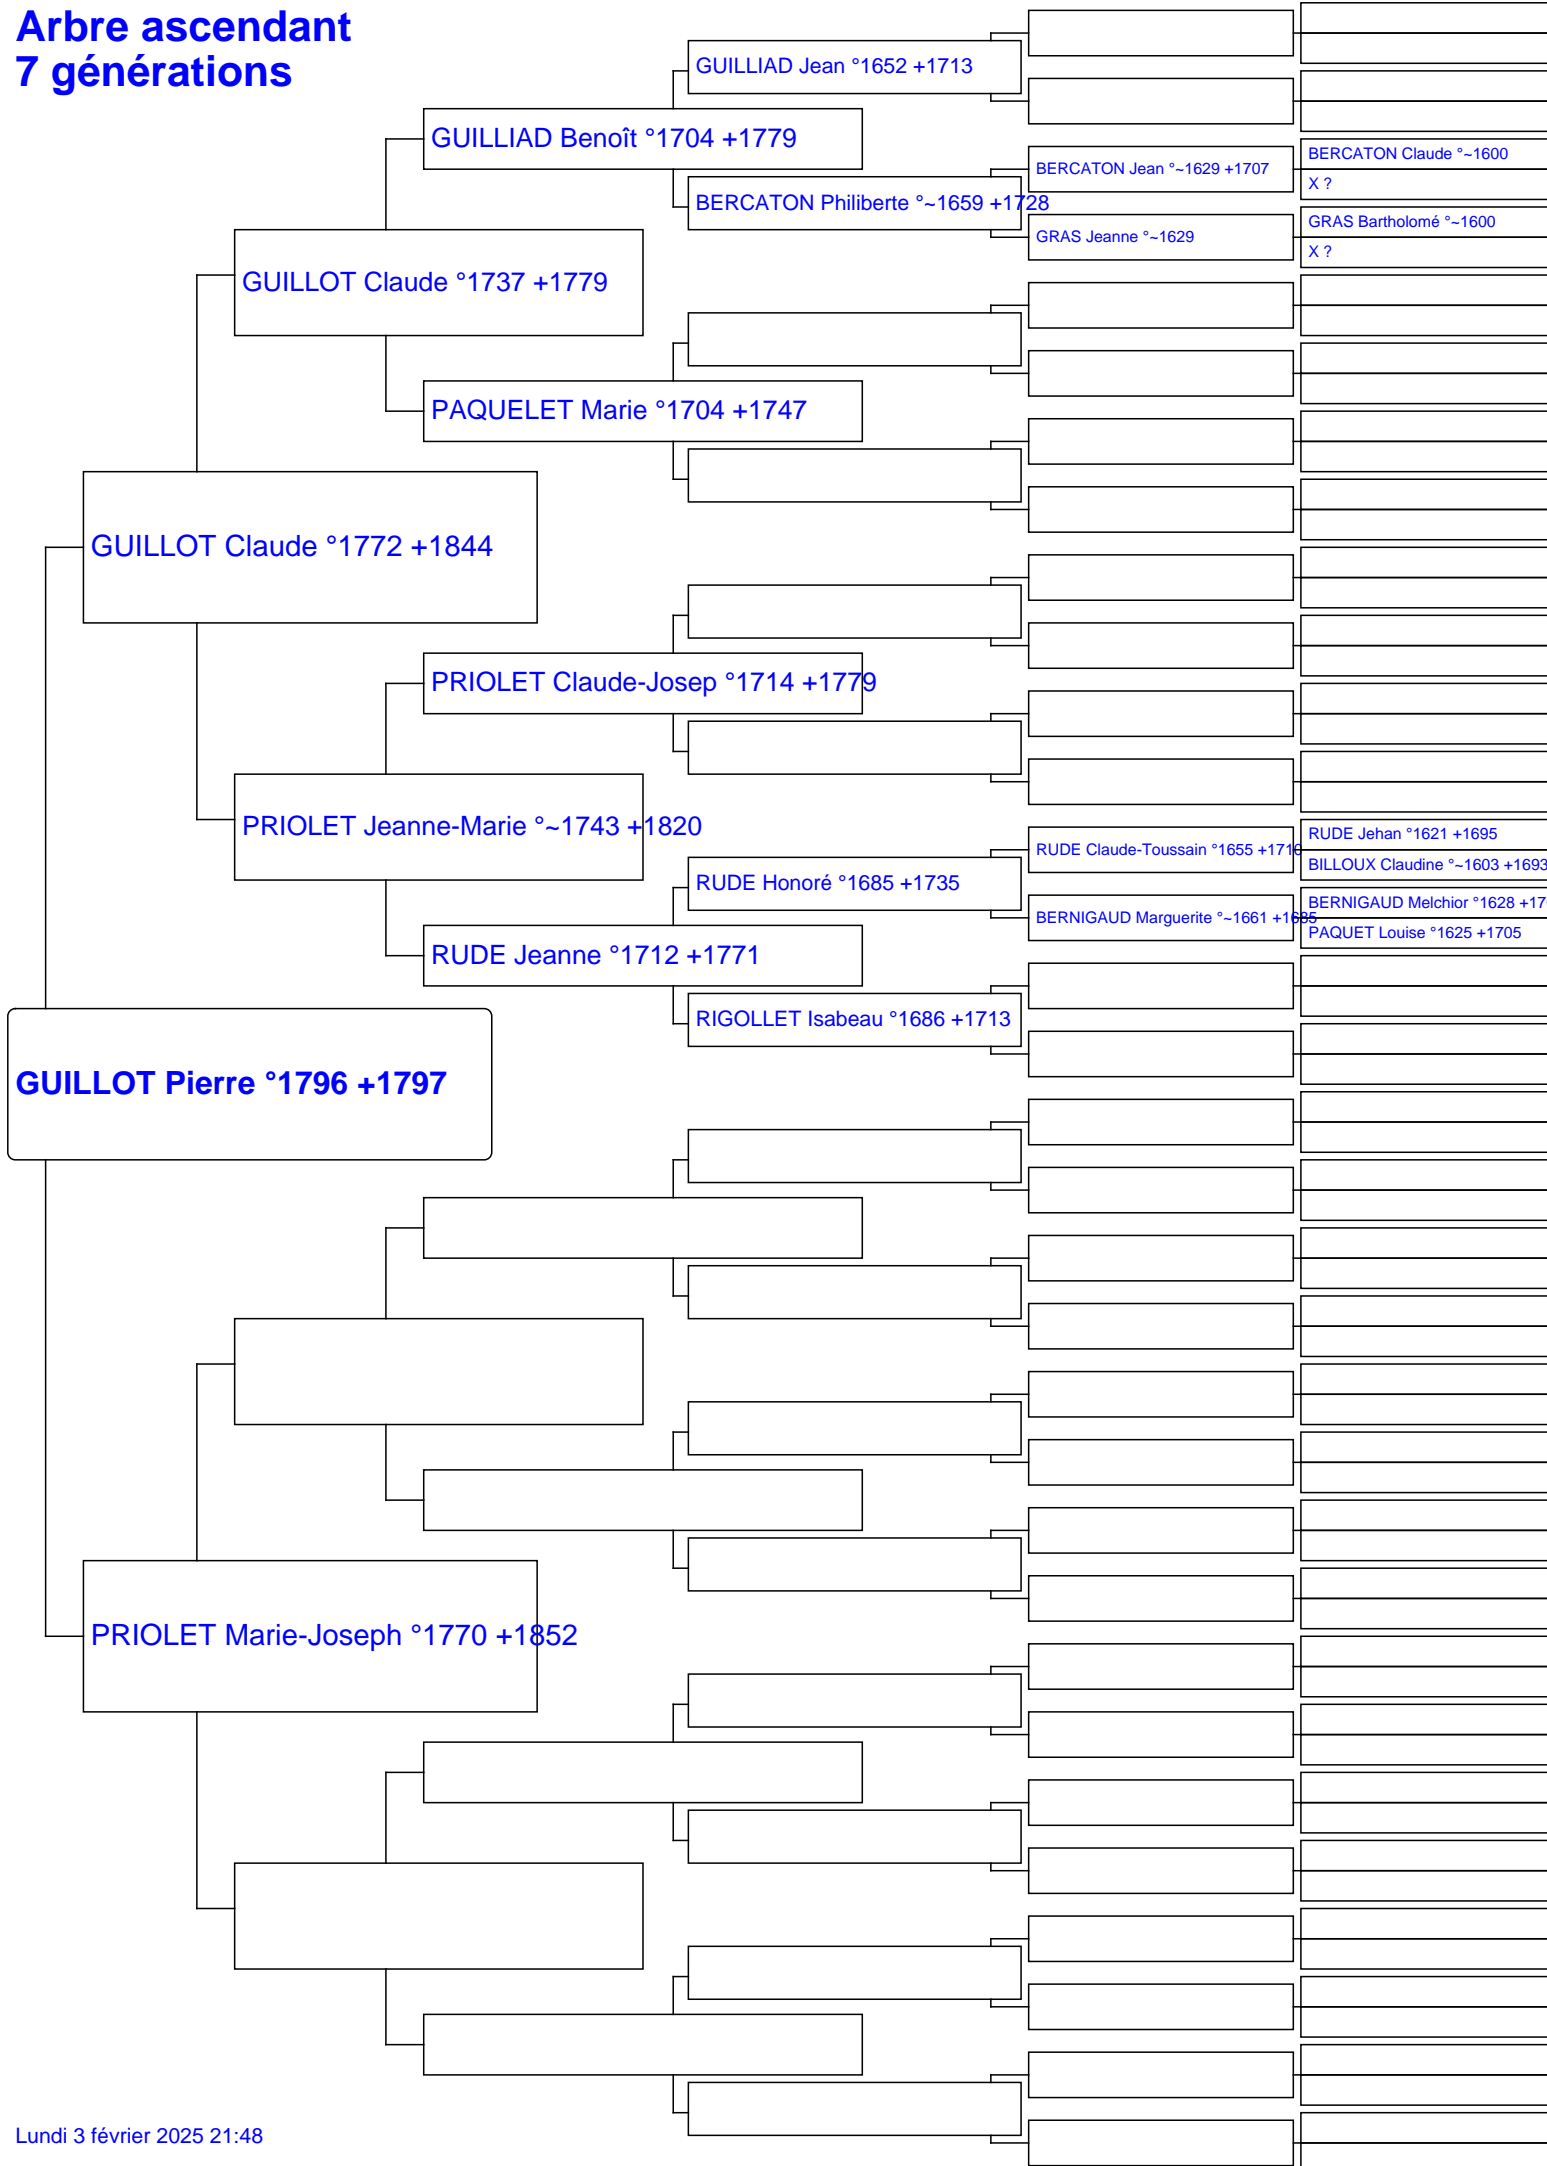 Arbre ascendant
7 générations
GUILLIAD Jean °1652 +1713
GUILLIAD Benoît °1704 +1779
BERCATON Jean °~1629 +1707
BERCATON Claude °~1600
X ?
BERCATON Philiberte °~1659 +1728
GRAS Jeanne °~1629
GRAS Bartholomé °~1600
X ?
GUILLOT Claude °1737 +1779
PAQUELET Marie °1704 +1747
GUILLOT Claude °1772 +1844
PRIOLET Claude-Josep °1714 +1779
PRIOLET Jeanne-Marie °~1743 +1820
RUDE Claude-Toussain °1655 +1710
RUDE Jehan °1621 +1695
BILLOUX Claudine °~1603 +1693
RUDE Honoré °1685 +1735
BERNIGAUD Marguerite °~1661 +1685
BERNIGAUD Melchior °1628 +17
PAQUET Louise °1625 +1705
RUDE Jeanne °1712 +1771
RIGOLLET Isabeau °1686 +1713
GUILLOT Pierre °1796 +1797
PRIOLET Marie-Joseph °1770 +1852
Lundi 3 février 2025 21:48